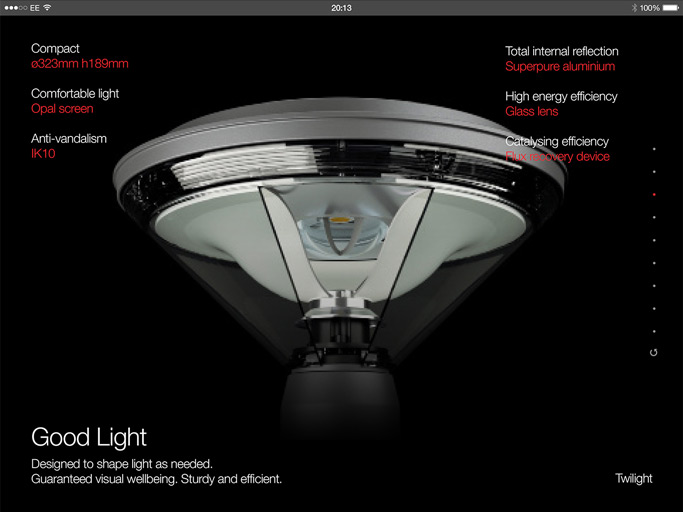 EE 20:13 100%
Compact
ø323mm h189mm
Comfortable light
Opal screen
Anti-vandalism
IK10
Total internal reflection
Superpure aluminium
High energy efficiency
Glass lens
Catalysing efficiency
Flux recovery device
Good Light
Designed to shape light as needed.
Guaranteed visual wellbeing. Sturdy and efficient.
Twilight